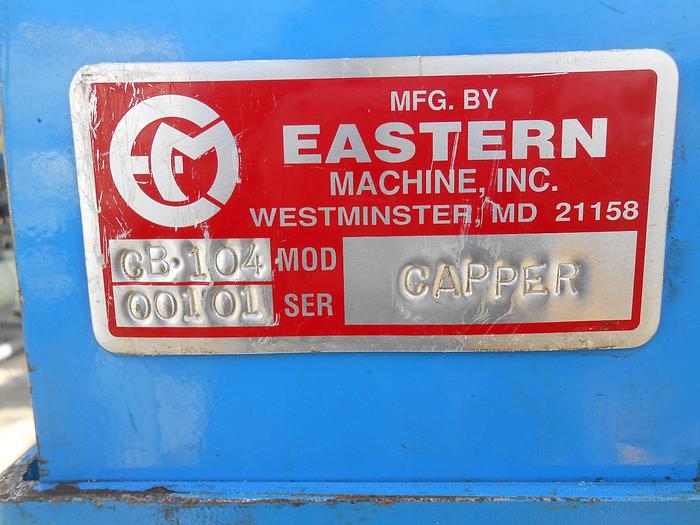 MFG. BY
EASTERN
MACHINE, INC.
WESTMINSTER, MD 21158
CB·104 MOD
00101 SER
CAPPER